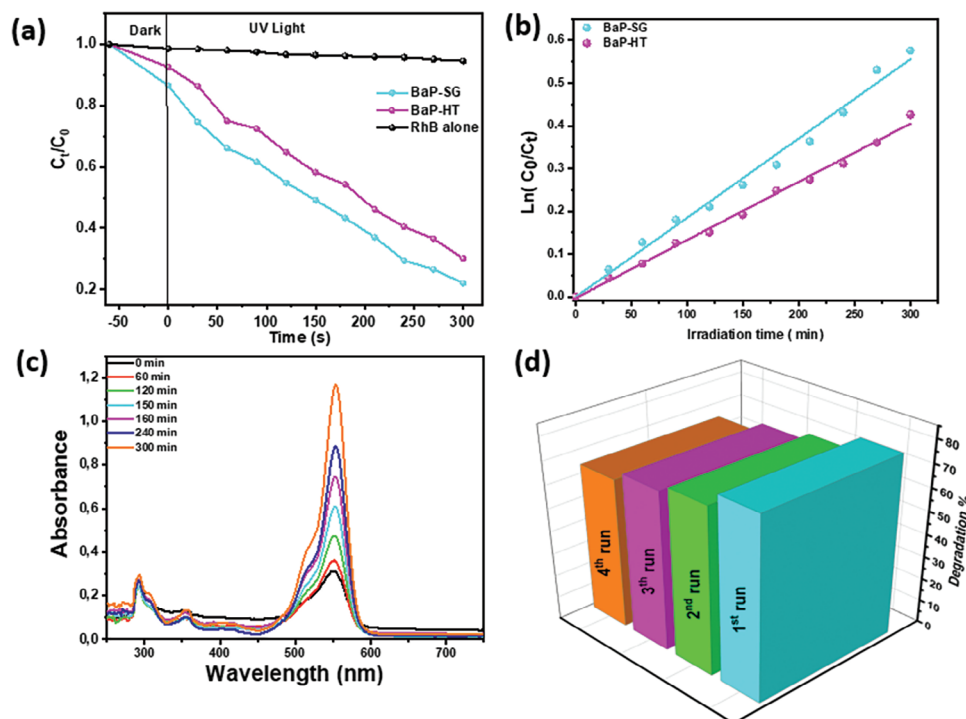 (a)
Dark
UV Light
BaP-SG
BaP-HT
RhB alone
Cₜ/C₀
1.0
0.8
0.6
0.4
0.2
-50 0 50 100 150 200 250 300
Time (s)
(b)
BaP-SG
BaP-HT
Ln( C₀/Cₜ)
0.6
0.5
0.4
0.3
0.2
0.1
0.0
0 50 100 150 200 250 300
Irradiation time ( min)
(c)
0 min
60 min
120 min
150 min
160 min
240 min
300 min
Absorbance
1,2
1,0
0,8
0,6
0,4
0,2
0,0
300 400 500 600 700
Wavelength (nm)
(d)
4th run
3th run
2nd run
1st run
80
70
60
50
40
30
20
10
0
Degradation %